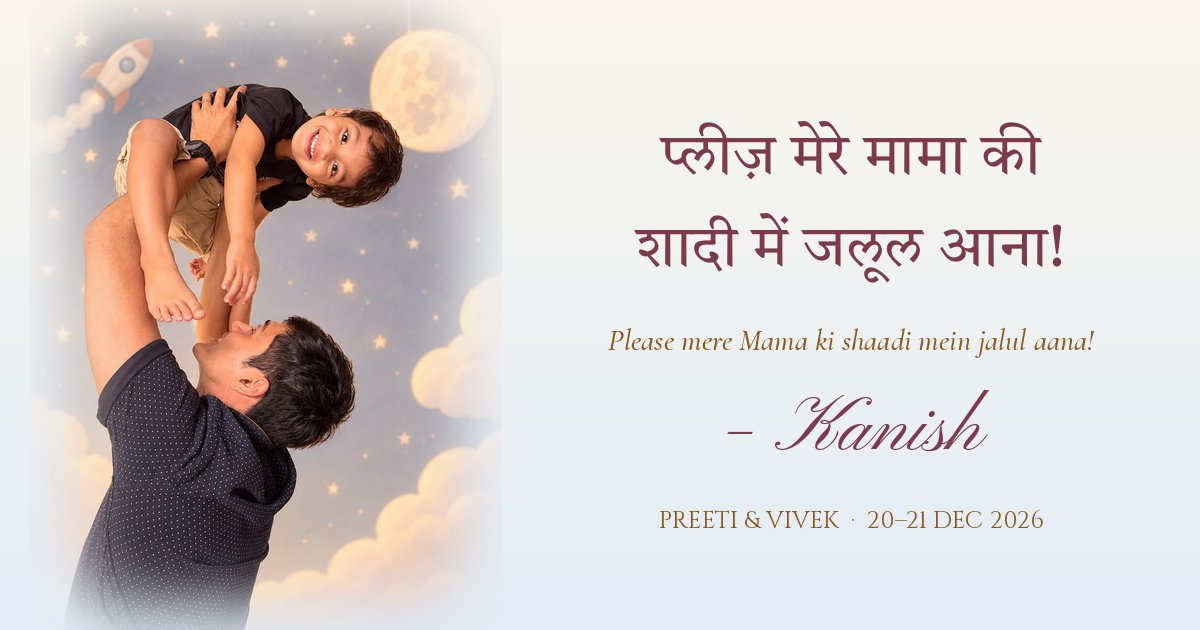 प्लीज़ मेरे मामा की
शादी में जलूल आना!
Please mere Mama ki shaadi mein jalul aana!
– Kanish
PREETI & VIVEK · 20–21 DEC 2026